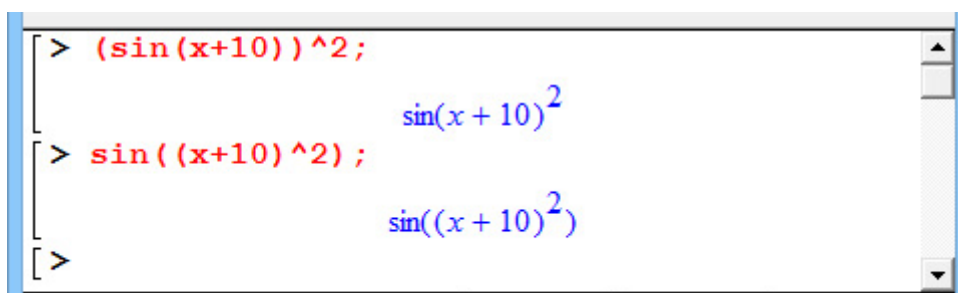 [> (sin(x+10))^2;
sin(x + 10)²
[> sin((x+10)^2);
sin((x + 10)²)
[>